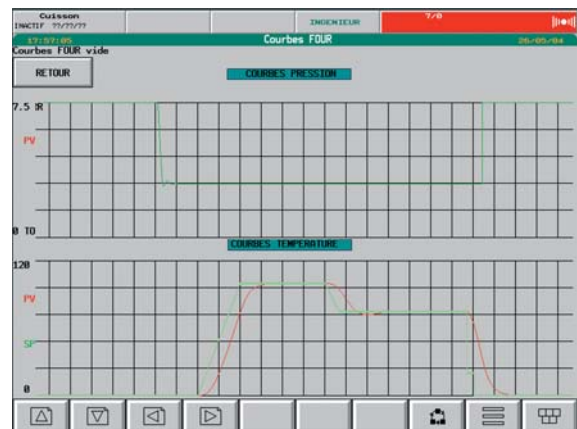 Cuisson
INACTIF ??/??/??
INGENIEUR
7/0
17:57:05
Courbes FOUR
26/05/04
Courbes FOUR vide
RETOUR
COURBES PRESSION
7.5
PV
0
COURBES TEMPERATURE
120
PV
SP
0